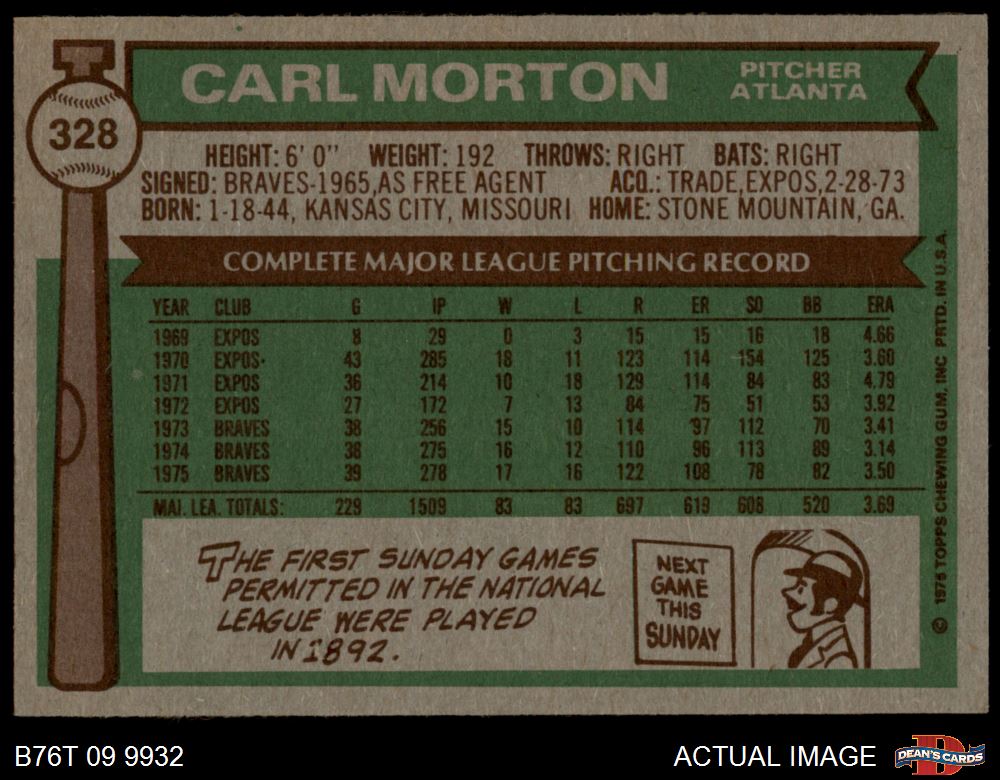 CARL MORTON
PITCHER
ATLANTA
328
HEIGHT: 6' 0" WEIGHT: 192 THROWS: RIGHT BATS: RIGHT
SIGNED: BRAVES-1965, AS FREE AGENT ACQ.: TRADE, EXPOS, 2-28-73
BORN: 1-18-44, KANSAS CITY, MISSOURI HOME: STONE MOUNTAIN, GA.
COMPLETE MAJOR LEAGUE PITCHING RECORD
YEAR CLUB G IP W L R ER SO BB ERA
1969 EXPOS 8 29 0 3 15 15 16 18 4.66
1970 EXPOS· 43 285 18 11 123 114 154 125 3.60
1971 EXPOS 36 214 10 18 129 114 84 83 4.79
1972 EXPOS 27 172 7 13 84 75 51 53 3.92
1973 BRAVES 38 256 15 10 114 97 112 70 3.41
1974 BRAVES 38 275 16 12 110 96 113 89 3.14
1975 BRAVES 39 278 17 16 122 108 78 82 3.50
MAJ. LEA. TOTALS: 229 1509 83 83 697 619 608 520 3.69
THE FIRST SUNDAY GAMES
PERMITTED IN THE NATIONAL
LEAGUE WERE PLAYED
IN 1892.
NEXT
GAME
THIS
SUNDAY
© 1976 TOPPS CHEWING GUM, INC PRTD. IN U.S.A.
B76T 09 9932
ACTUAL IMAGE
D
DEAN'S CARDS